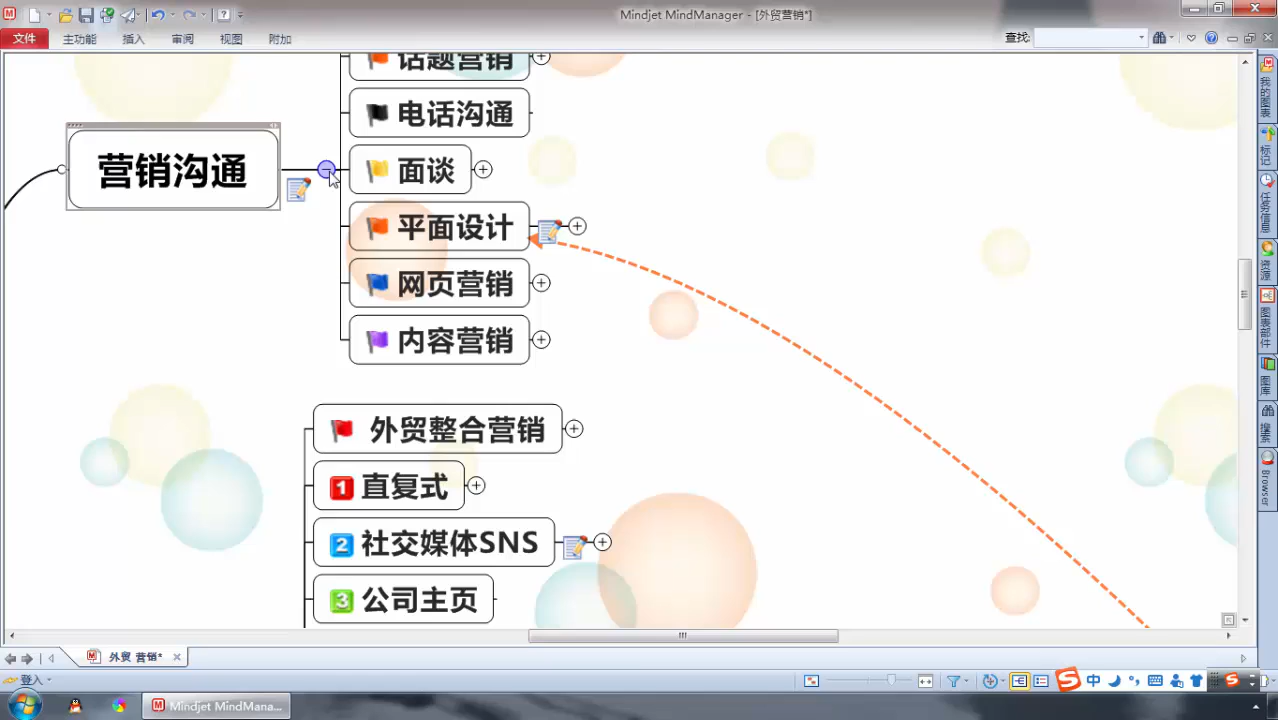 Mindjet MindManager - [外贸营销*]
文件 主功能 插入 审阅 视图 附加 查找:
话题营销
电话沟通
营销沟通
面谈
平面设计
网页营销
内容营销
外贸整合营销
1 直复式
2 社交媒体SNS
3 公司主页
我的图表
标记
任务信息
资源
图表部件
图库
搜索
Browser
外贸 营销*
登入
中
Mindjet MindMana...